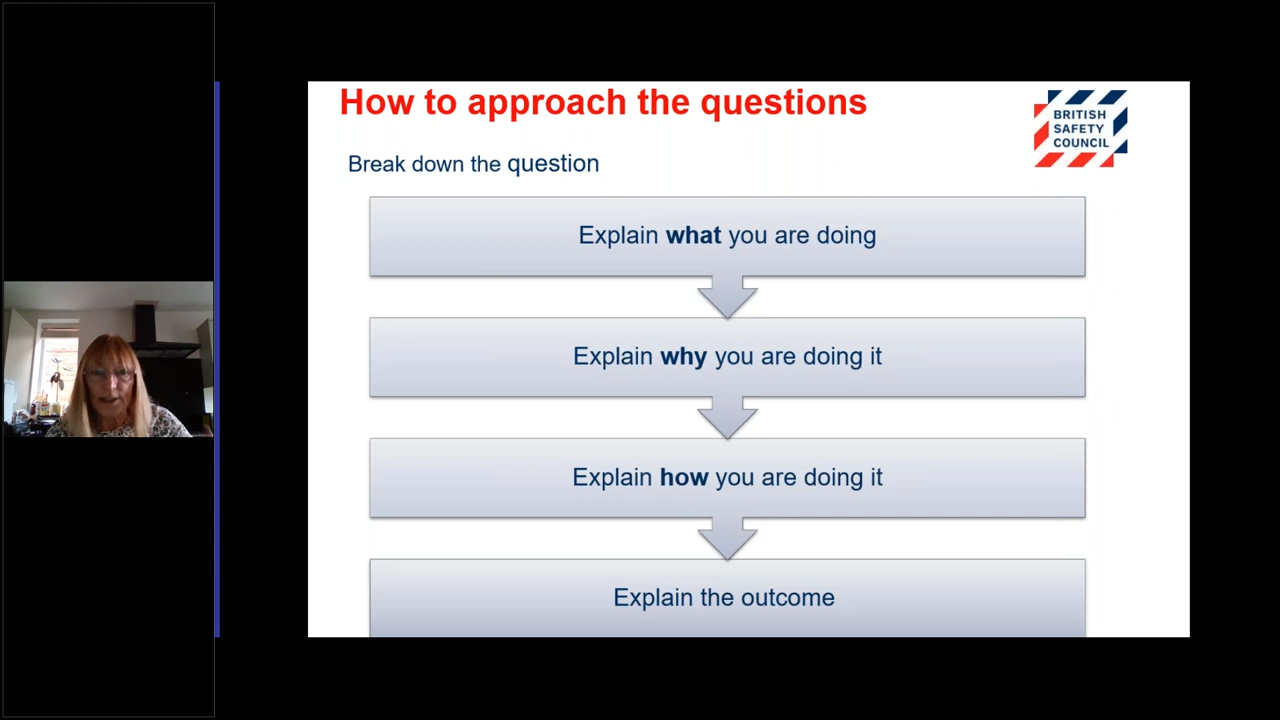 How to approach the questions
BRITISH
SAFETY
COUNCIL
Break down the question
Explain what you are doing
Explain why you are doing it
Explain how you are doing it
Explain the outcome